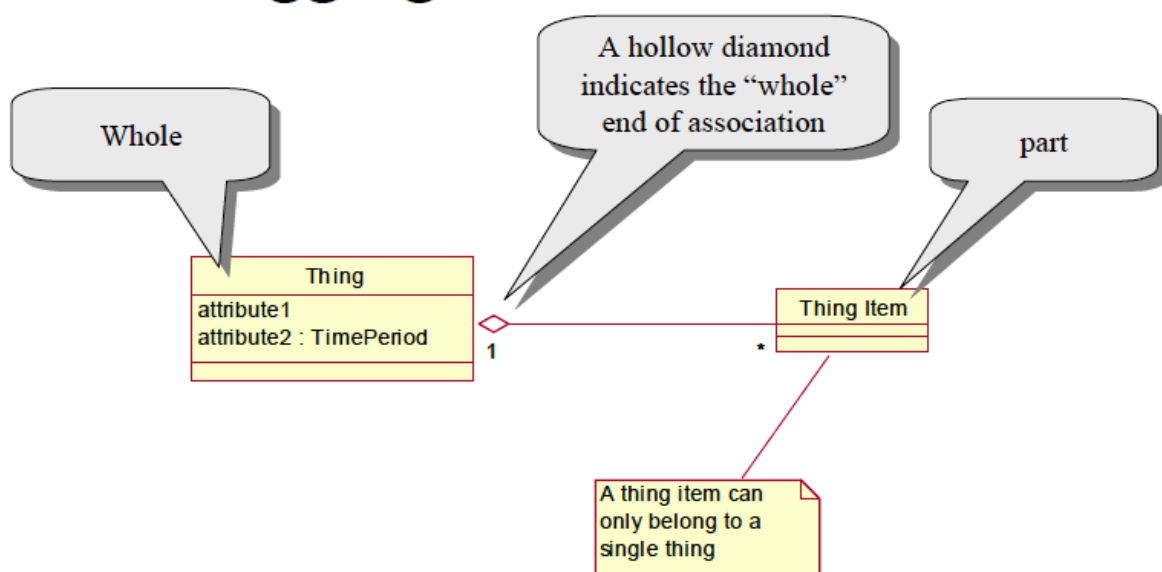 Whole
A hollow diamond
indicates the “whole”
end of association
part
Thing
attribute1
attribute2 : TimePeriod
1
*
Thing Item
A thing item can
only belong to a
single thing